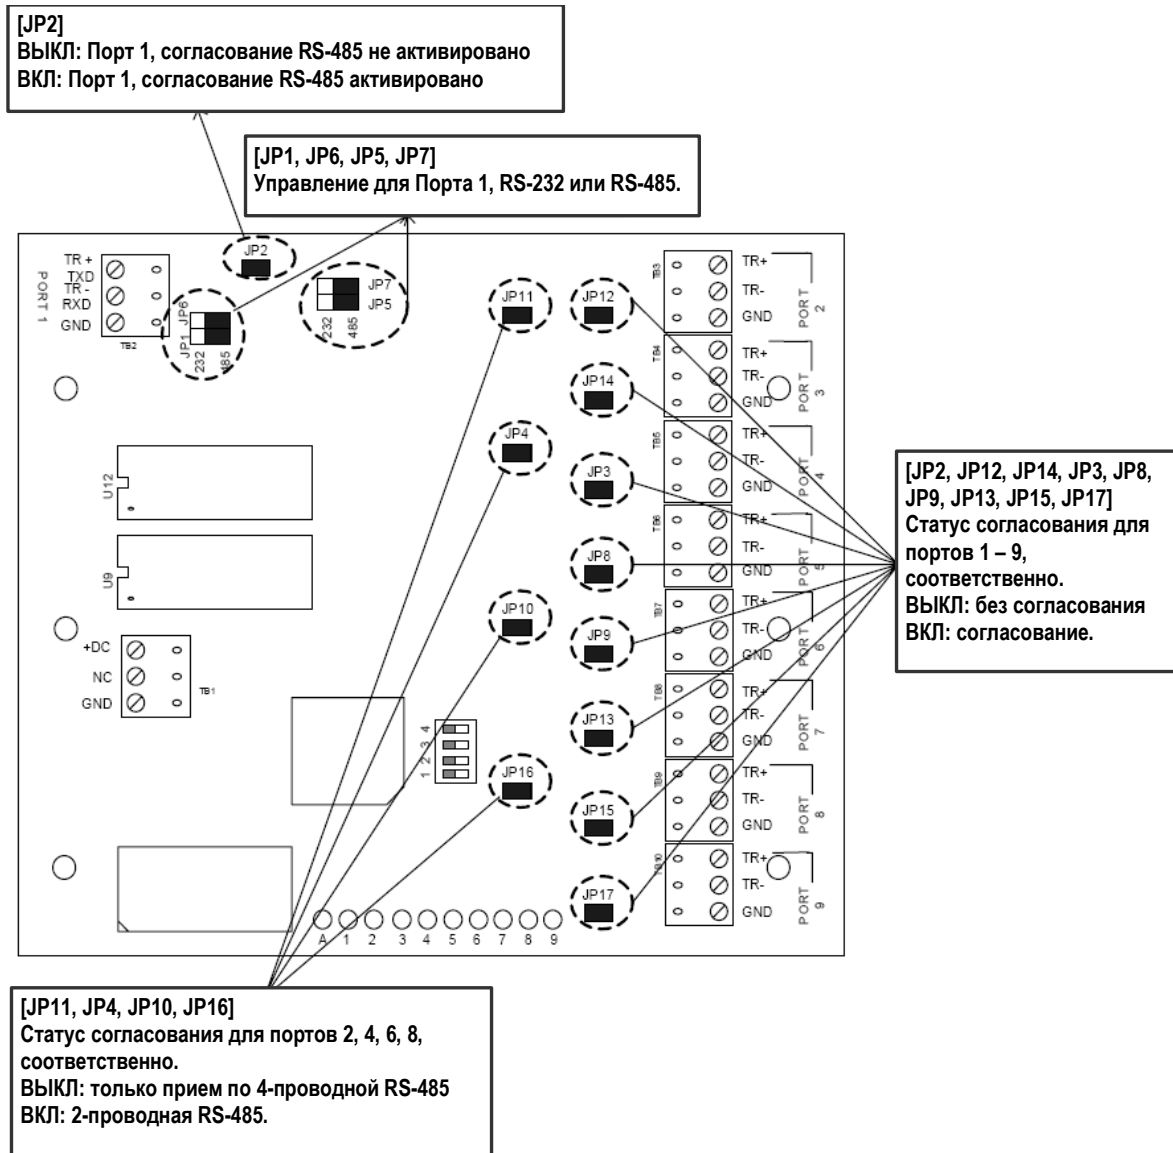 [JP2]
ВЫКЛ: Порт 1, согласование RS-485 не активировано
ВКЛ: Порт 1, согласование RS-485 активировано
[JP1, JP6, JP5, JP7]
Управление для Порта 1, RS-232 или RS-485.
PORT 1
TR +
TXD
TR -
RXD
GND
TB2
JP2
JP6
JP1
232
485
JP7
JP5
232
485
JP11
JP12
JP14
JP4
JP3
JP8
JP10
JP9
JP13
JP16
JP15
JP17
U12
U9
+DC
NC
GND
TB1
1 2 3 4
A 1 2 3 4 5 6 7 8 9
TB3
TR+
TR-
GND
PORT 2
TB4
TR+
TR-
GND
PORT 3
TB5
TR+
TR-
GND
PORT 4
TB6
TR+
TR-
GND
PORT 5
TB7
TR+
TR-
GND
PORT 6
TB8
TR+
TR-
GND
PORT 7
TB9
TR+
TR-
GND
PORT 8
TB10
TR+
TR-
GND
PORT 9
[JP2, JP12, JP14, JP3, JP8,
JP9, JP13, JP15, JP17]
Статус согласования для
портов 1 – 9,
соответственно.
ВЫКЛ: без согласования
ВКЛ: согласование.
[JP11, JP4, JP10, JP16]
Статус согласования для портов 2, 4, 6, 8,
соответственно.
ВЫКЛ: только прием по 4-проводной RS-485
ВКЛ: 2-проводная RS-485.